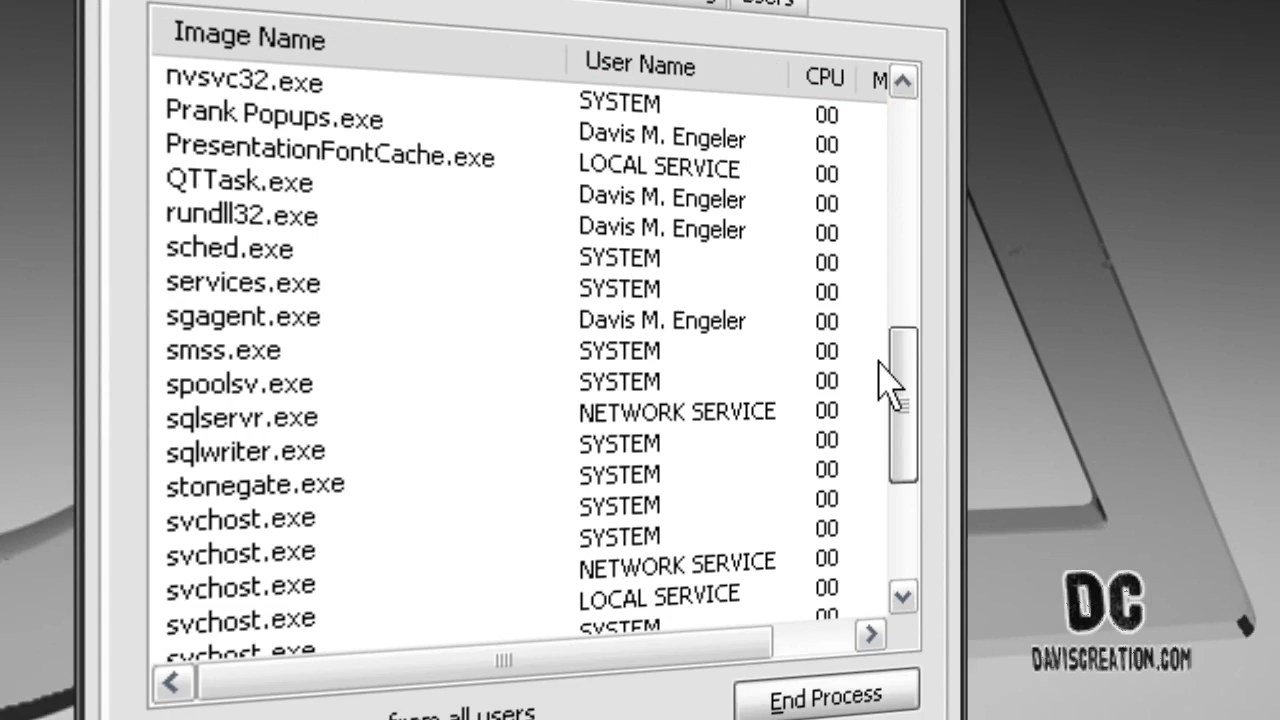 Users
Image Name User Name CPU M
nvsvc32.exe SYSTEM 00
Prank Popups.exe Davis M. Engeler 00
PresentationFontCache.exe LOCAL SERVICE 00
QTTask.exe Davis M. Engeler 00
rundll32.exe Davis M. Engeler 00
sched.exe SYSTEM 00
services.exe SYSTEM 00
sgagent.exe Davis M. Engeler 00
smss.exe SYSTEM 00
spoolsv.exe SYSTEM 00
sqlservr.exe NETWORK SERVICE 00
sqlwriter.exe SYSTEM 00
stonegate.exe SYSTEM 00
svchost.exe SYSTEM 00
svchost.exe SYSTEM 00
svchost.exe NETWORK SERVICE 00
svchost.exe LOCAL SERVICE 00
svchost.exe SYSTEM 00
from all users
End Process
DC
DAVISCREATION.COM